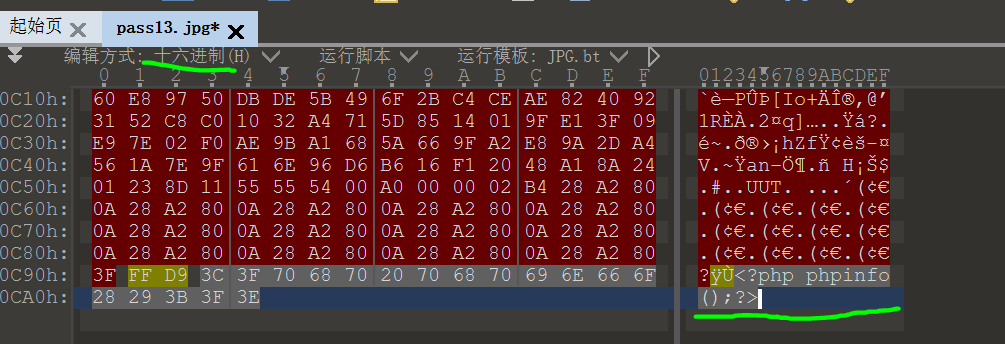 起始页 pass13.jpg*
编辑方式: 十六进制(H) 运行脚本 运行模板: JPG.bt
0 1 2 3 4 5 6 7 8 9 A B C D E F 0123456789ABCDEF
0C10h: 60 E8 97 50 DB DE 5B 49 6F 2B C4 CE AE 82 40 92 `è—PÛÞ[Io+ÄÎ®‚@’
0C20h: 31 52 C8 C0 10 32 A4 71 5D 85 14 01 9F E1 3F 09 1RÈÀ.2¤q]…..Ÿá?.
0C30h: E9 7E 02 F0 AE 9B A1 68 5A 66 9F A2 E8 9A 2D A4 é~.ð®›¡hZfŸ¢èš-¤
0C40h: 56 1A 7E 9F 61 6E 96 D6 B6 16 F1 20 48 A1 8A 24 V.~Ÿan–Ö¶.ñ H¡Š$
0C50h: 01 23 8D 11 55 55 54 00 A0 00 00 02 B4 28 A2 80 .#..UUT. ...´(¢€
0C60h: 0A 28 A2 80 0A 28 A2 80 0A 28 A2 80 0A 28 A2 80 .(¢€.(¢€.(¢€.(¢€
0C70h: 0A 28 A2 80 0A 28 A2 80 0A 28 A2 80 0A 28 A2 80 .(¢€.(¢€.(¢€.(¢€
0C80h: 0A 28 A2 80 0A 28 A2 80 0A 28 A2 80 0A 28 A2 80 .(¢€.(¢€.(¢€.(¢€
0C90h: 3F FF D9 3C 3F 70 68 70 20 70 68 70 69 6E 66 6F ?ÿÙ<?php phpinfo
0CA0h: 28 29 3B 3F 3E ();?>